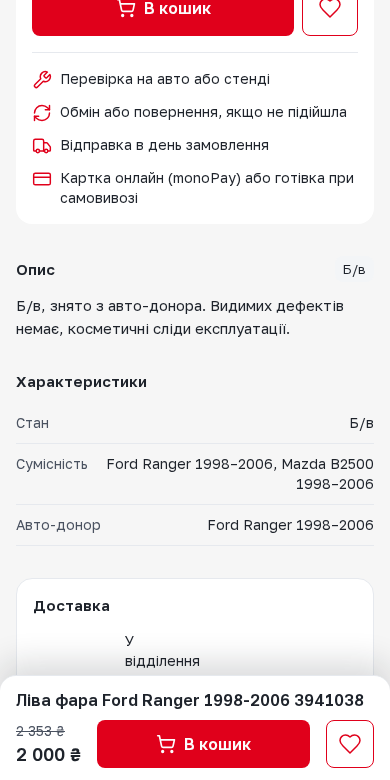 В кошик
Перевірка на авто або стенді
Обмін або повернення, якщо не підійшла
Відправка в день замовлення
Картка онлайн (monoPay) або готівка при
самовивозі
Опис
Б/в
Б/в, знято з авто-донора. Видимих дефектів
немає, косметичні сліди експлуатації.
Характеристики
Стан
Б/в
Сумісність
Ford Ranger 1998–2006, Mazda B2500
1998–2006
Авто-донор
Ford Ranger 1998–2006
Доставка
У
відділення
Ліва фара Ford Ranger 1998-2006 3941038
2 353 ₴
2 000 ₴
В кошик